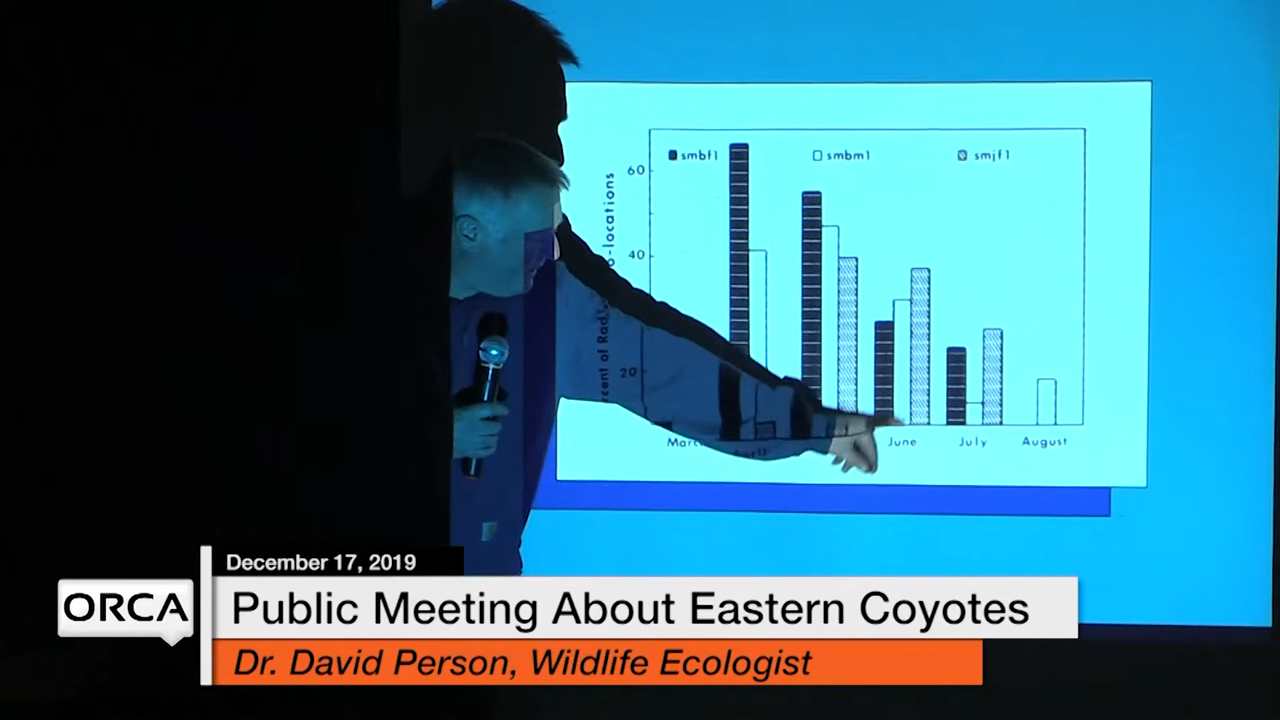 smbf1 smbm1 smjf1
60
40
20
June July August
December 17, 2019
ORCA
Public Meeting About Eastern Coyotes
Dr. David Person, Wildlife Ecologist